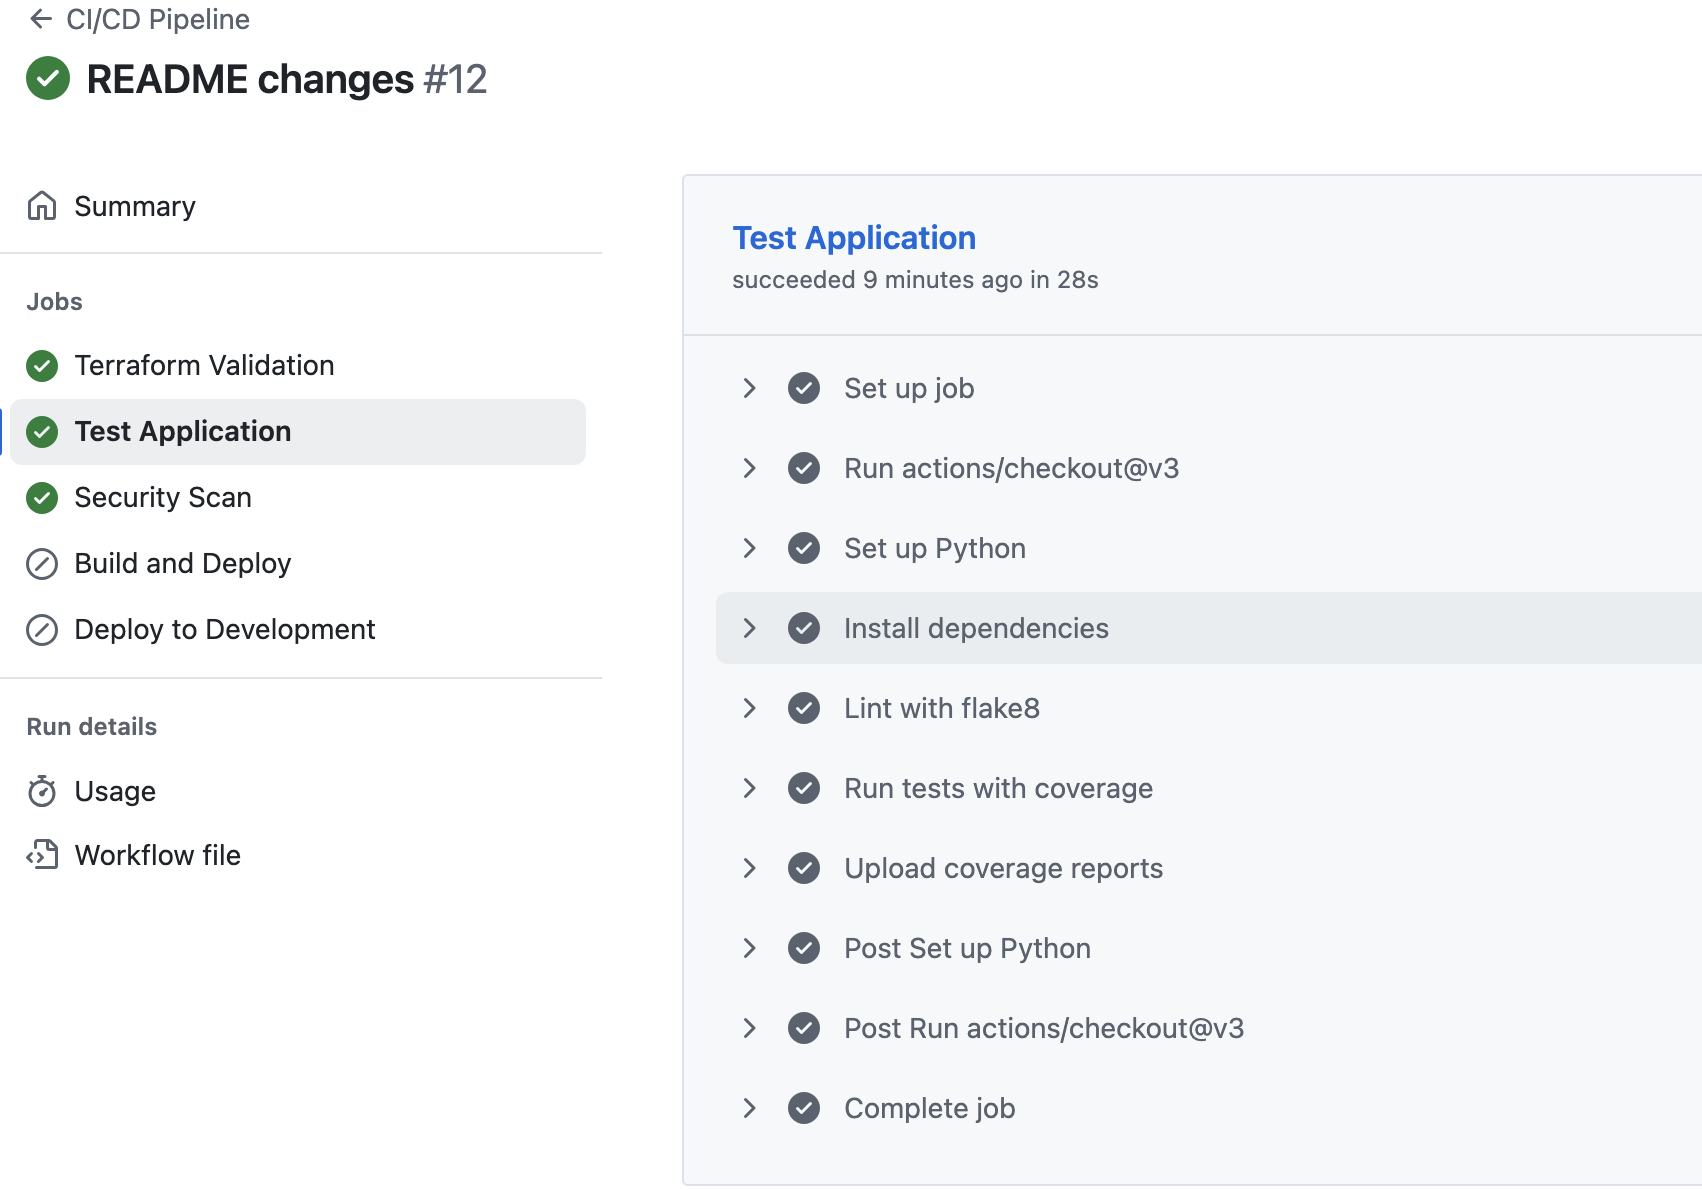 CI/CD Pipeline
README changes #12
Summary
Jobs
Terraform Validation
Test Application
Security Scan
Build and Deploy
Deploy to Development
Run details
Usage
Workflow file
Test Application
succeeded 9 minutes ago in 28s
Set up job
Run actions/checkout@v3
Set up Python
Install dependencies
Lint with flake8
Run tests with coverage
Upload coverage reports
Post Set up Python
Post Run actions/checkout@v3
Complete job